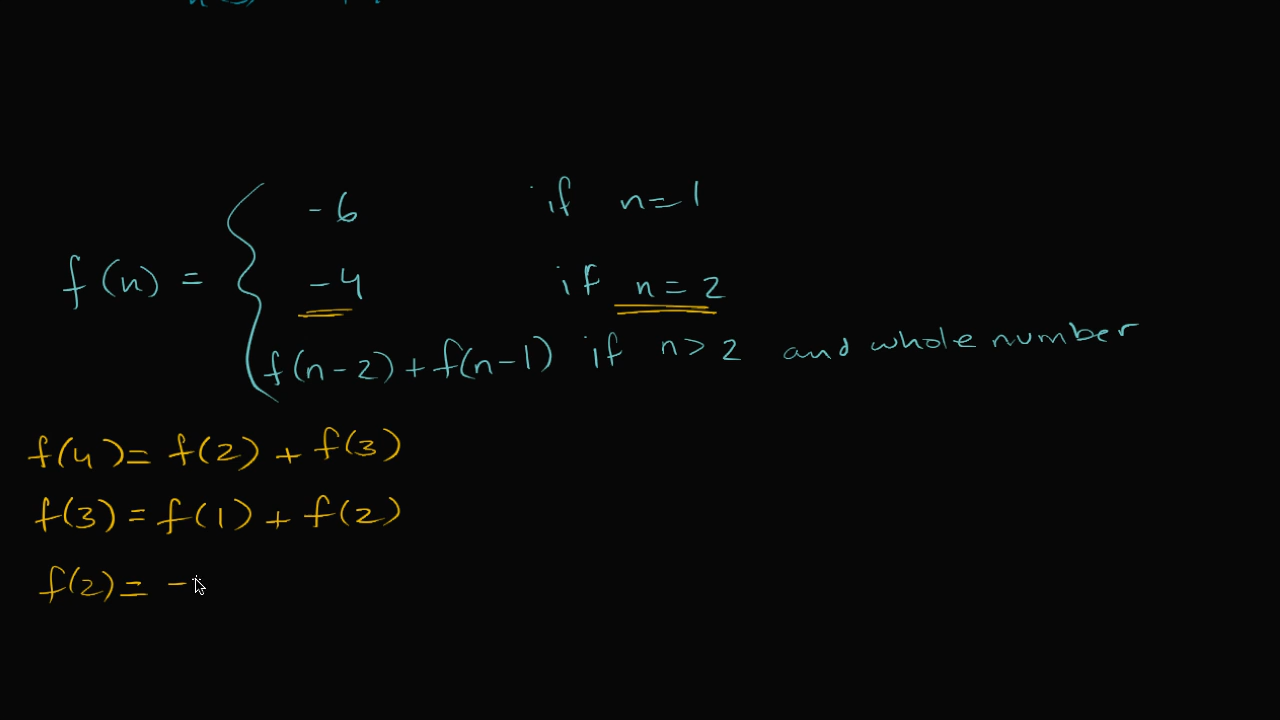 -6 if n=1
f(n) = { -4 if n=2
f(n-2)+f(n-1) if n>2 and whole number
f(4)= f(2) + f(3)
f(3) = f(1) + f(2)
f(2)= -